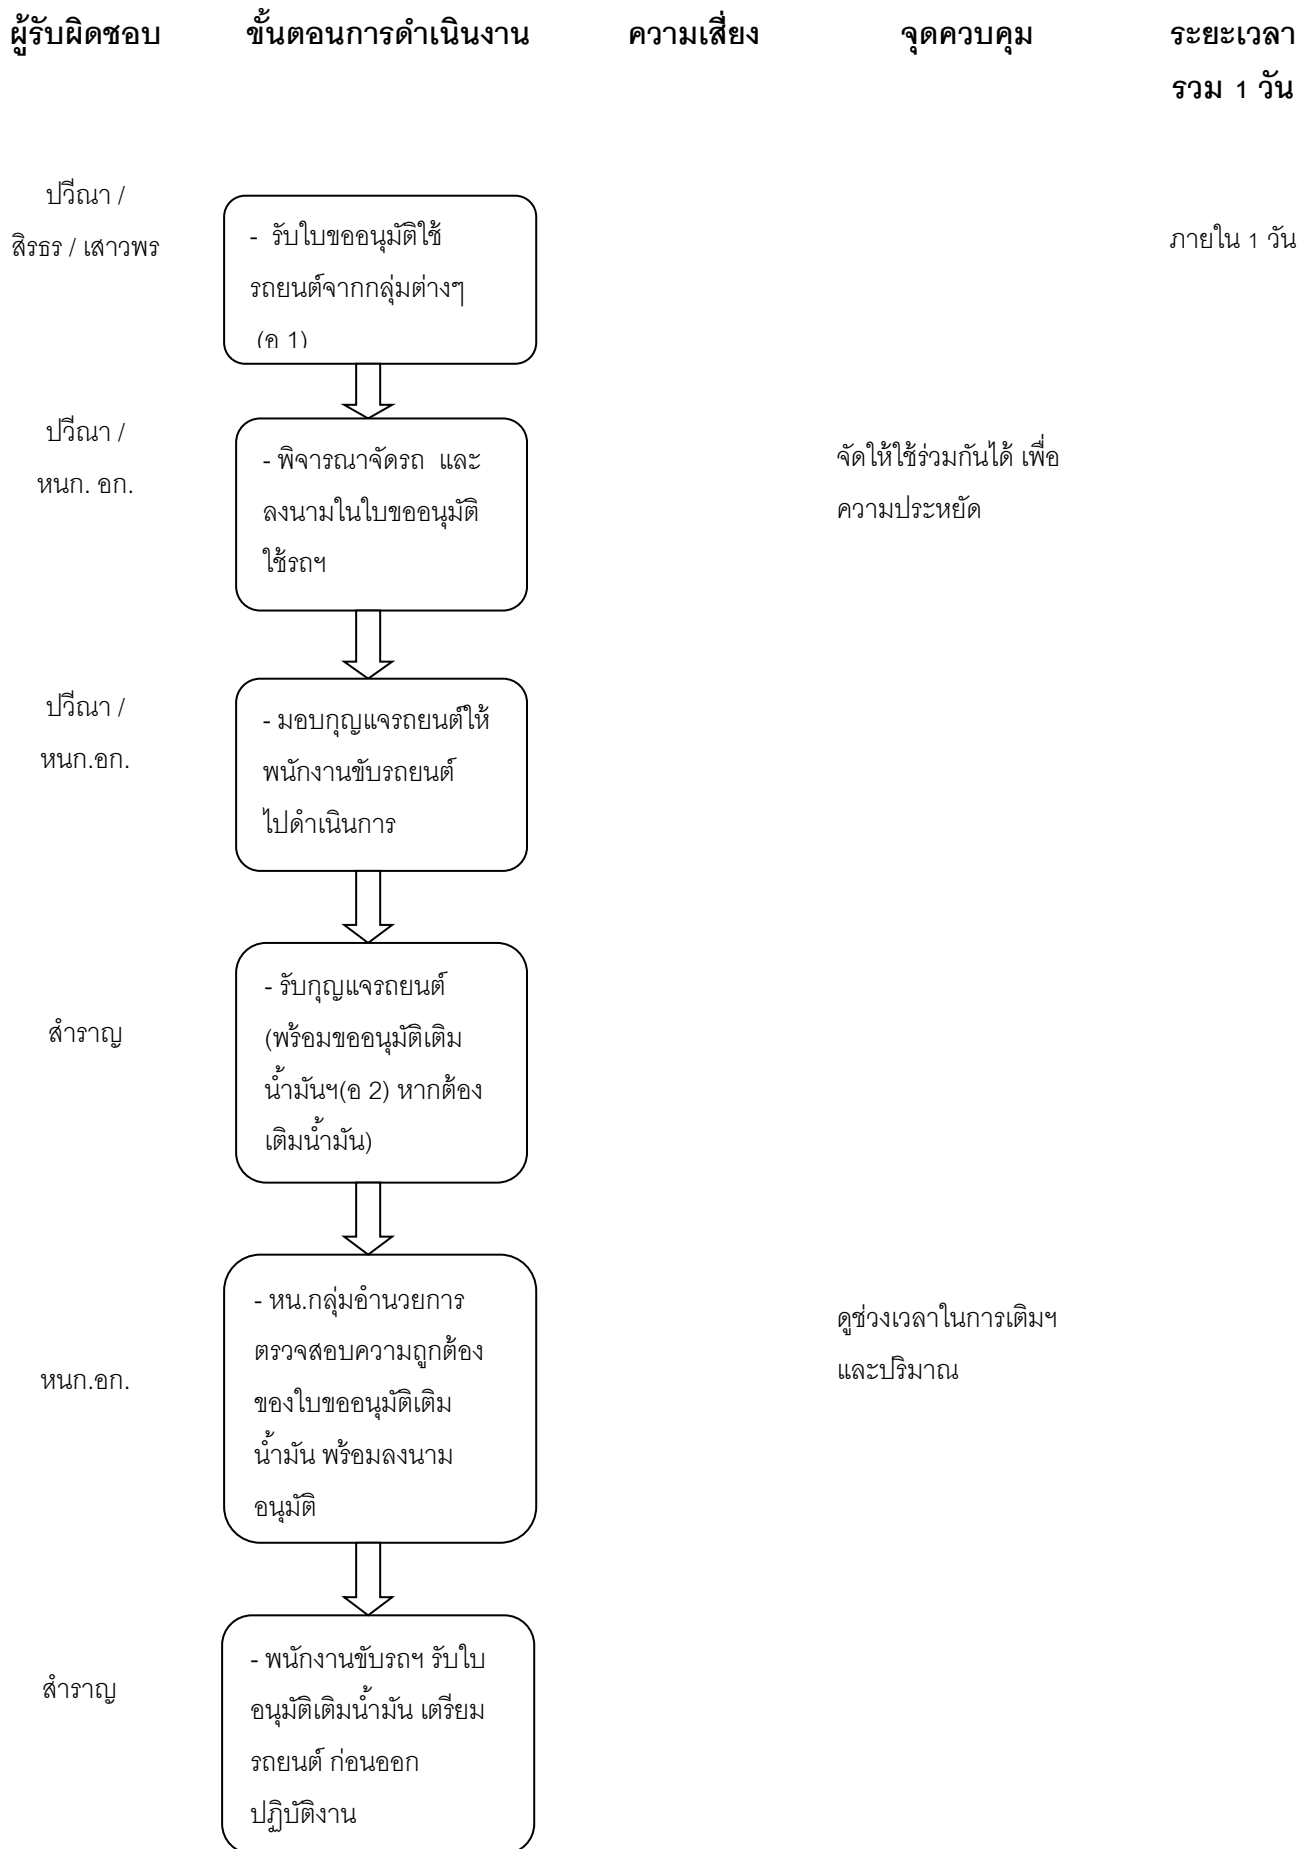 ผู้รับผิดชอบ ขั้นตอนการดำเนินงาน ความเสี่ยง จุดควบคุม ระยะเวลา
รวม 1 วัน
ปวีณา /
สิรธร / เสาวพร
- รับใบขออนุมัติใช้
รถยนต์จากกลุ่มต่างๆ
(ค 1)
ภายใน 1 วัน
ปวีณา /
หนก. อก.
- พิจารณาจัดรถ และ
ลงนามในใบขออนุมัติ
ใช้รถฯ
จัดให้ใช้ร่วมกันได้ เพื่อ
ความประหยัด
ปวีณา /
หนก.อก.
- มอบกุญแจรถยนต์ให้
พนักงานขับรถยนต์
ไปดำเนินการ
สำราญ
- รับกุญแจรถยนต์
(พร้อมขออนุมัติเติม
น้ำมันฯ(อ 2) หากต้อง
เติมน้ำมัน)
หนก.อก.
- หน.กลุ่มอำนวยการ
ตรวจสอบความถูกต้อง
ของใบขออนุมัติเติม
น้ำมัน พร้อมลงนาม
อนุมัติ
ดูช่วงเวลาในการเติมฯ
และปริมาณ
สำราญ
- พนักงานขับรถฯ รับใบ
อนุมัติเติมน้ำมัน เตรียม
รถยนต์ ก่อนออก
ปฏิบัติงาน